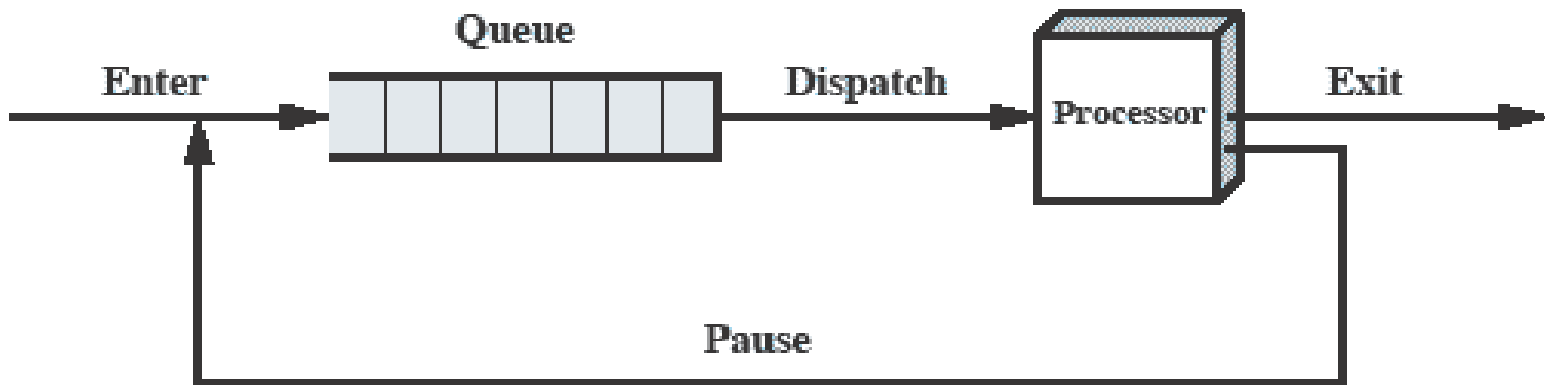 Queue
Enter
Dispatch
Processor
Exit
Pause